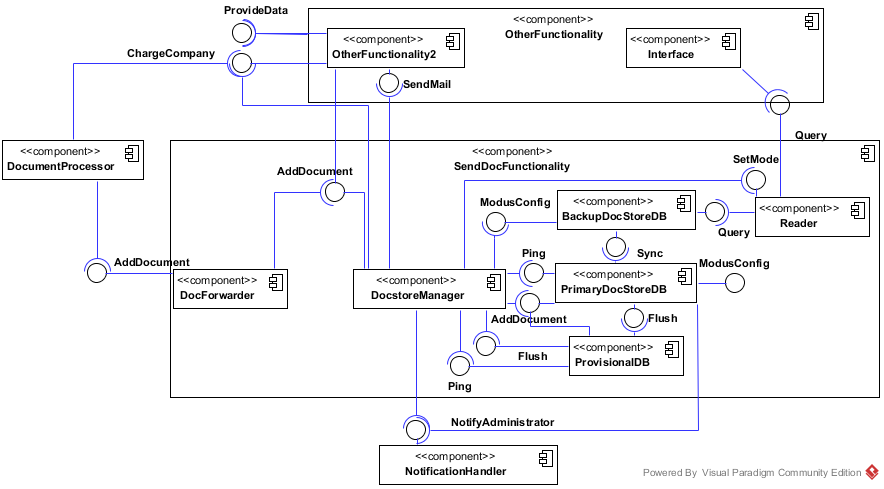 ProvideData
<<component>>
OtherFunctionality
<<component>>
OtherFunctionality2
<<component>>
Interface
ChargeCompany
SendMail
Query
<<component>>
DocumentProcessor
<<component>>
SendDocFunctionality
SetMode
AddDocument
ModusConfig
<<component>>
BackupDocStoreDB
<<component>>
Reader
Query
Ping
Sync
AddDocument
ModusConfig
<<component>>
DocForwarder
<<component>>
DocstoreManager
<<component>>
PrimaryDocStoreDB
AddDocument
Flush
Flush
<<component>>
ProvisionalDB
Ping
NotifyAdministrator
<<component>>
NotificationHandler
Powered By Visual Paradigm Community Edition